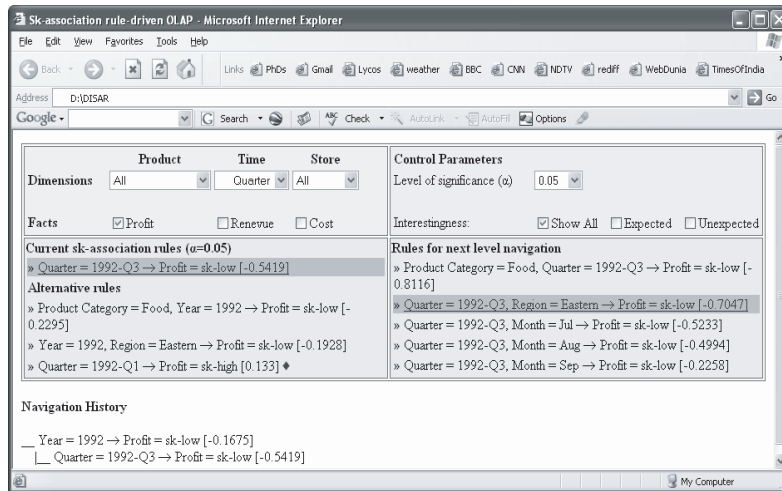 Sk-association rule-driven OLAP - Microsoft Internet Explorer
File Edit View Favorites Tools Help
Back Links PhDs Gmail Lycos weather BBC CNN NDTV rediff WebDunia TimesOfIndia
Address D:\DISAR Go
Google Search ABC Check AutoLink AutoFill Options
Product Time Store
Dimensions All Quarter All
Facts Profit Renevue Cost
Control Parameters
Level of significance (α) 0.05
Interestingness: Show All Expected Unexpected
Current sk-association rules (α=0.05)
» Quarter = 1992-Q3 → Profit = sk-low [-0.5419]
Alternative rules
» Product Category = Food, Year = 1992 → Profit = sk-low [-
0.2295]
» Year = 1992, Region = Eastern → Profit = sk-low [-0.1928]
» Quarter = 1992-Q1 → Profit = sk-high [0.133] ♦
Rules for next level navigation
» Product Category = Food, Quarter = 1992-Q3 → Profit = sk-low [-
0.8116]
» Quarter = 1992-Q3, Region = Eastern → Profit = sk-low [-0.7047]
» Quarter = 1992-Q3, Month = Jul → Profit = sk-low [-0.5233]
» Quarter = 1992-Q3, Month = Aug → Profit = sk-low [-0.4994]
» Quarter = 1992-Q3, Month = Sep → Profit = sk-low [-0.2258]
Navigation History
__ Year = 1992 → Profit = sk-low [-0.1675]
|__ Quarter = 1992-Q3 → Profit = sk-low [-0.5419]
My Computer